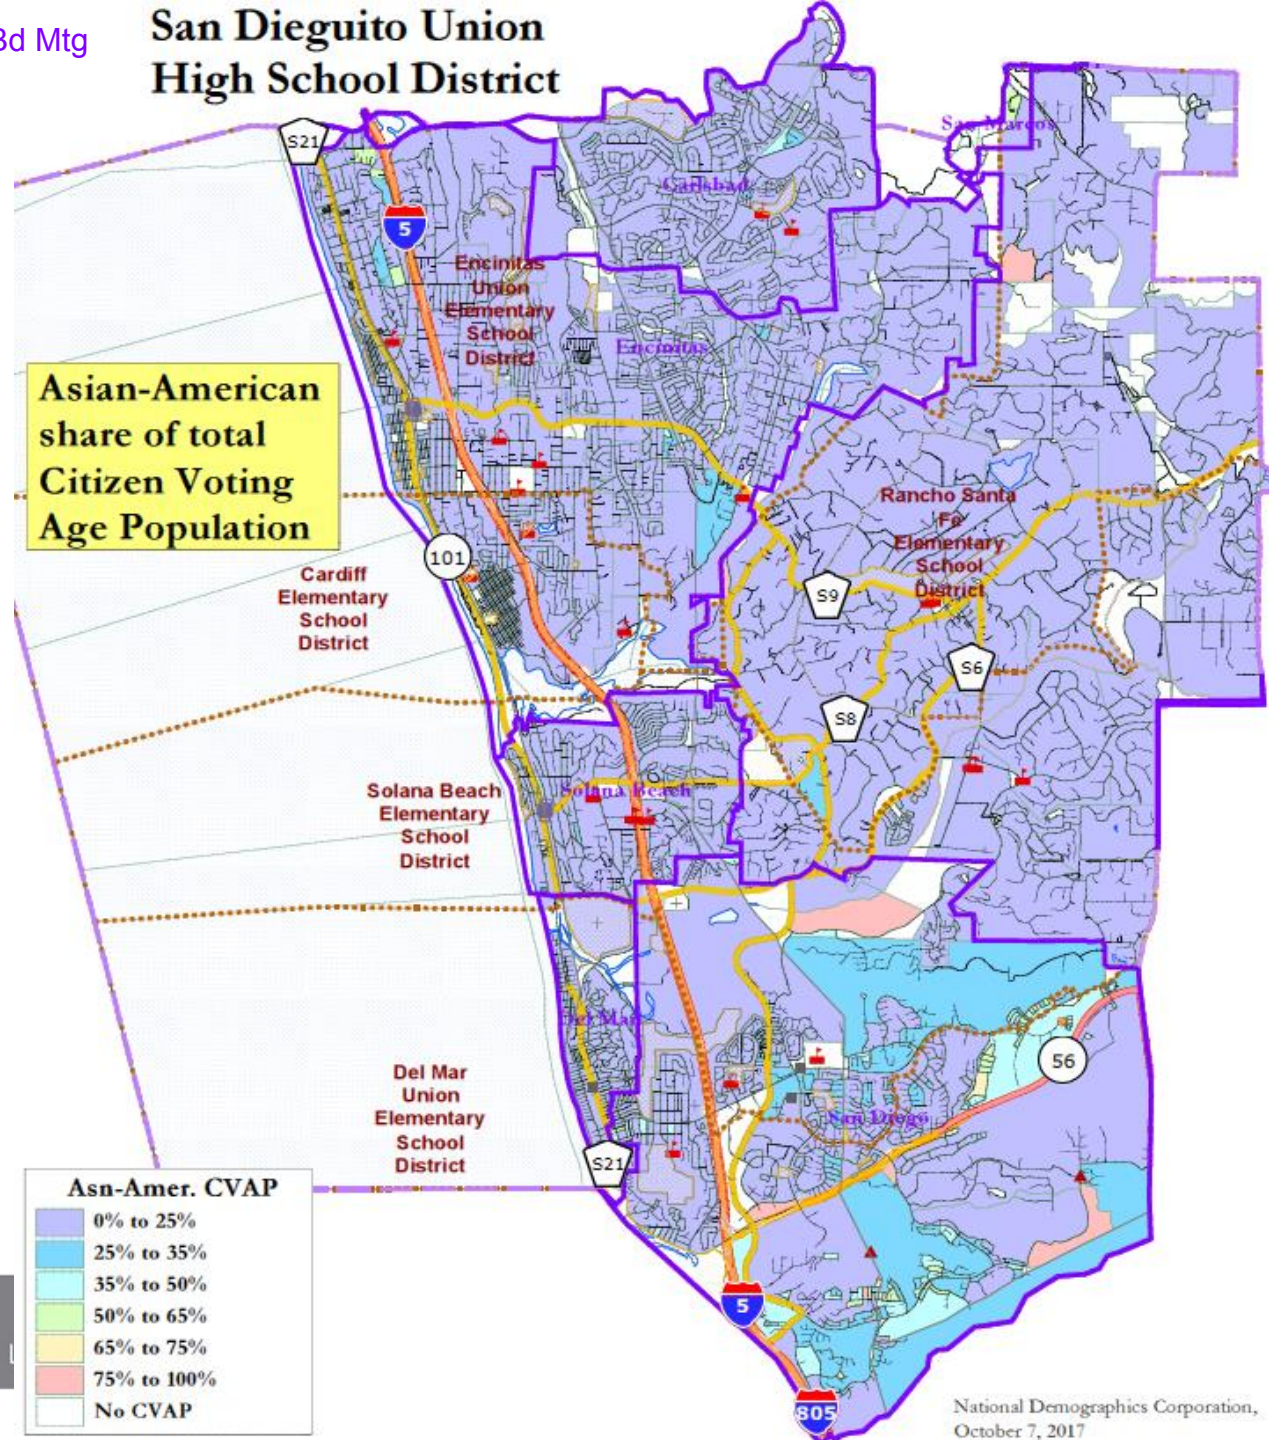 3d Mtg
San Dieguito Union
High School District
S21
5
San Marcos
Carlsbad
Encinitas
Union
Elementary
School
District
Encinitas
Asian-American
share of total
Citizen Voting
Age Population
Rancho Santa
Fe
Elementary
School
District
101
Cardiff
Elementary
School
District
S9
S6
S8
Solana Beach
Elementary
School
District
Solana Beach
Del Mar
56
Del Mar
Union
Elementary
School
District
San Diego
S21
Asn-Amer. CVAP
0% to 25%
25% to 35%
35% to 50%
50% to 65%
65% to 75%
75% to 100%
No CVAP
5
805
National Demographics Corporation,
October 7, 2017